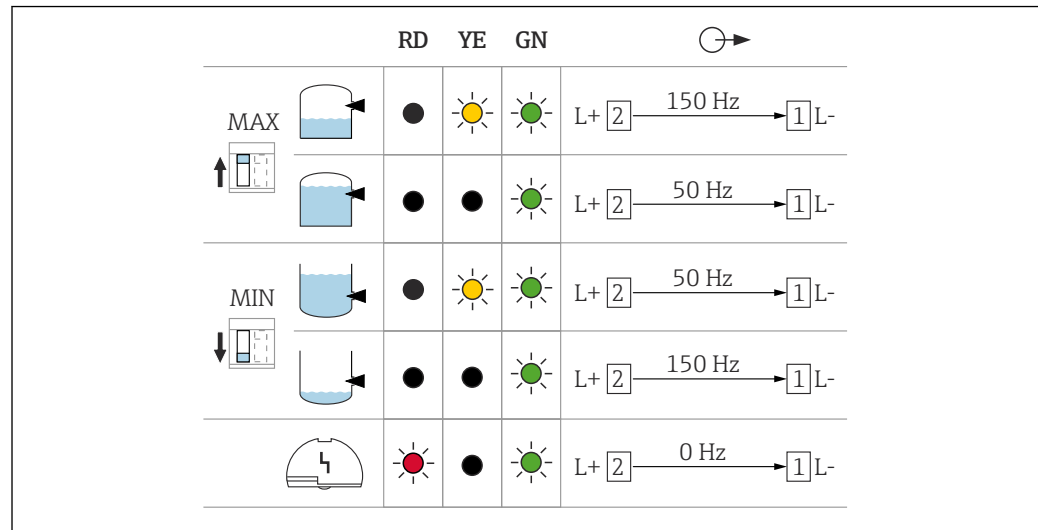 RD YE GN
MAX
L+ 2 150 Hz 1 L-
L+ 2 50 Hz 1 L-
MIN
L+ 2 50 Hz 1 L-
L+ 2 150 Hz 1 L-
L+ 2 0 Hz 1 L-